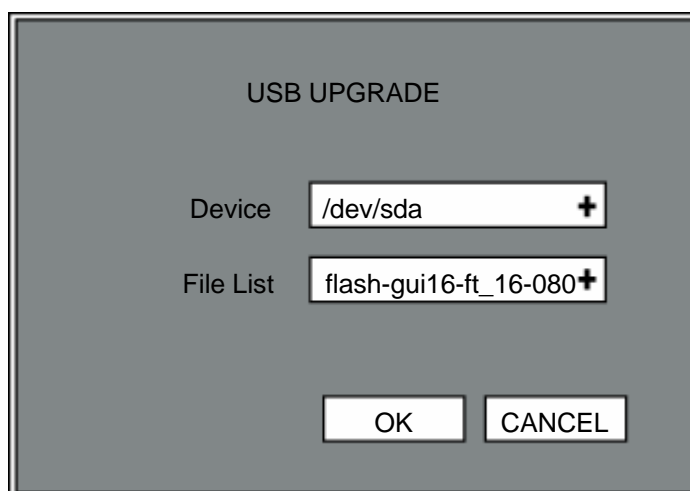 USB UPGRADE
Device /dev/sda +
File List flash-gui16-ft_16-080+
OK CANCEL